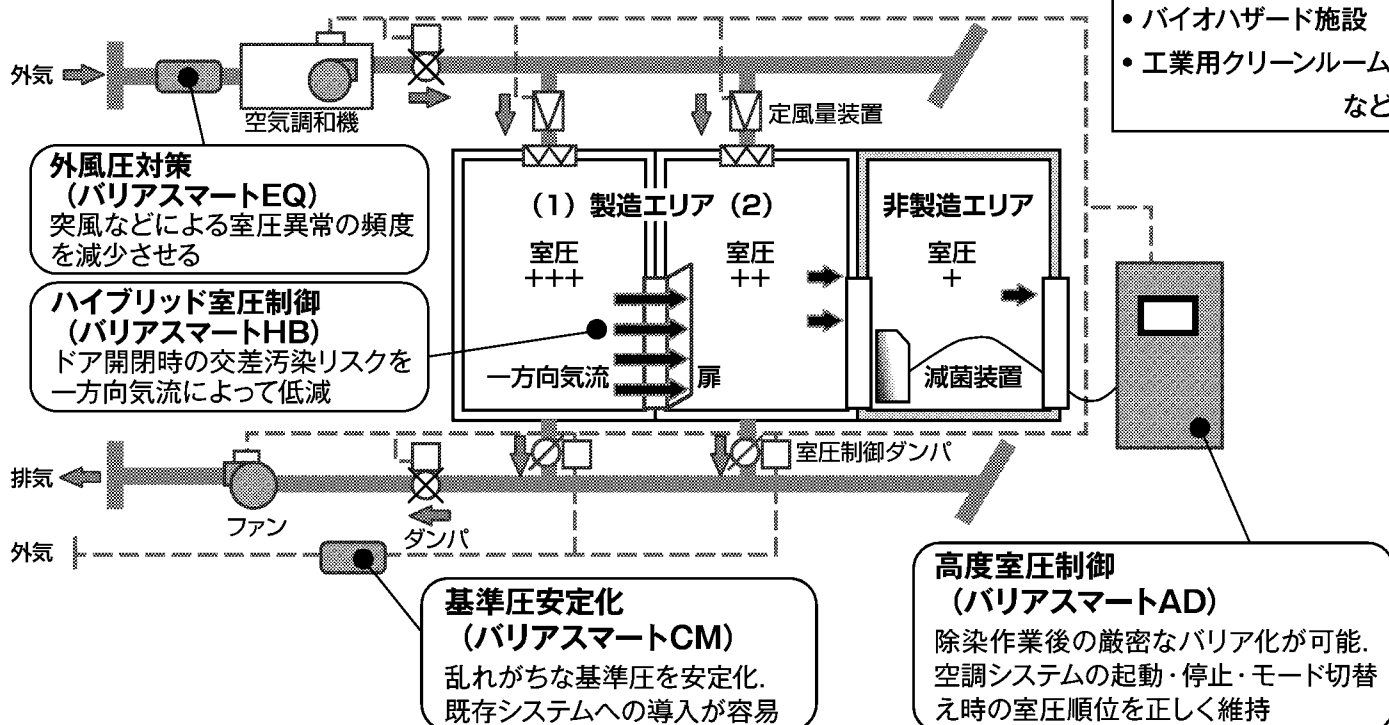 • バイオハザード施設
• 工業用クリーンルーム
など
外気
空気調和機
定風量装置
外風圧対策
（バリアスマートEQ）
突風などによる室圧異常の頻度
を減少させる
（1）製造エリア（2）
非製造エリア
室圧
+++
室圧
++
室圧
+
ハイブリッド室圧制御
（バリアスマートHB）
ドア開閉時の交差汚染リスクを
一方向気流によって低減
一方向気流
扉
滅菌装置
室圧制御ダンパ
排気
ファン
ダンパ
外気
基準圧安定化
（バリアスマートCM）
乱れがちな基準圧を安定化.
既存システムへの導入が容易
高度室圧制御
（バリアスマートAD）
除染作業後の厳密なバリア化が可能.
空調システムの起動・停止・モード切替
え時の室圧順位を正しく維持